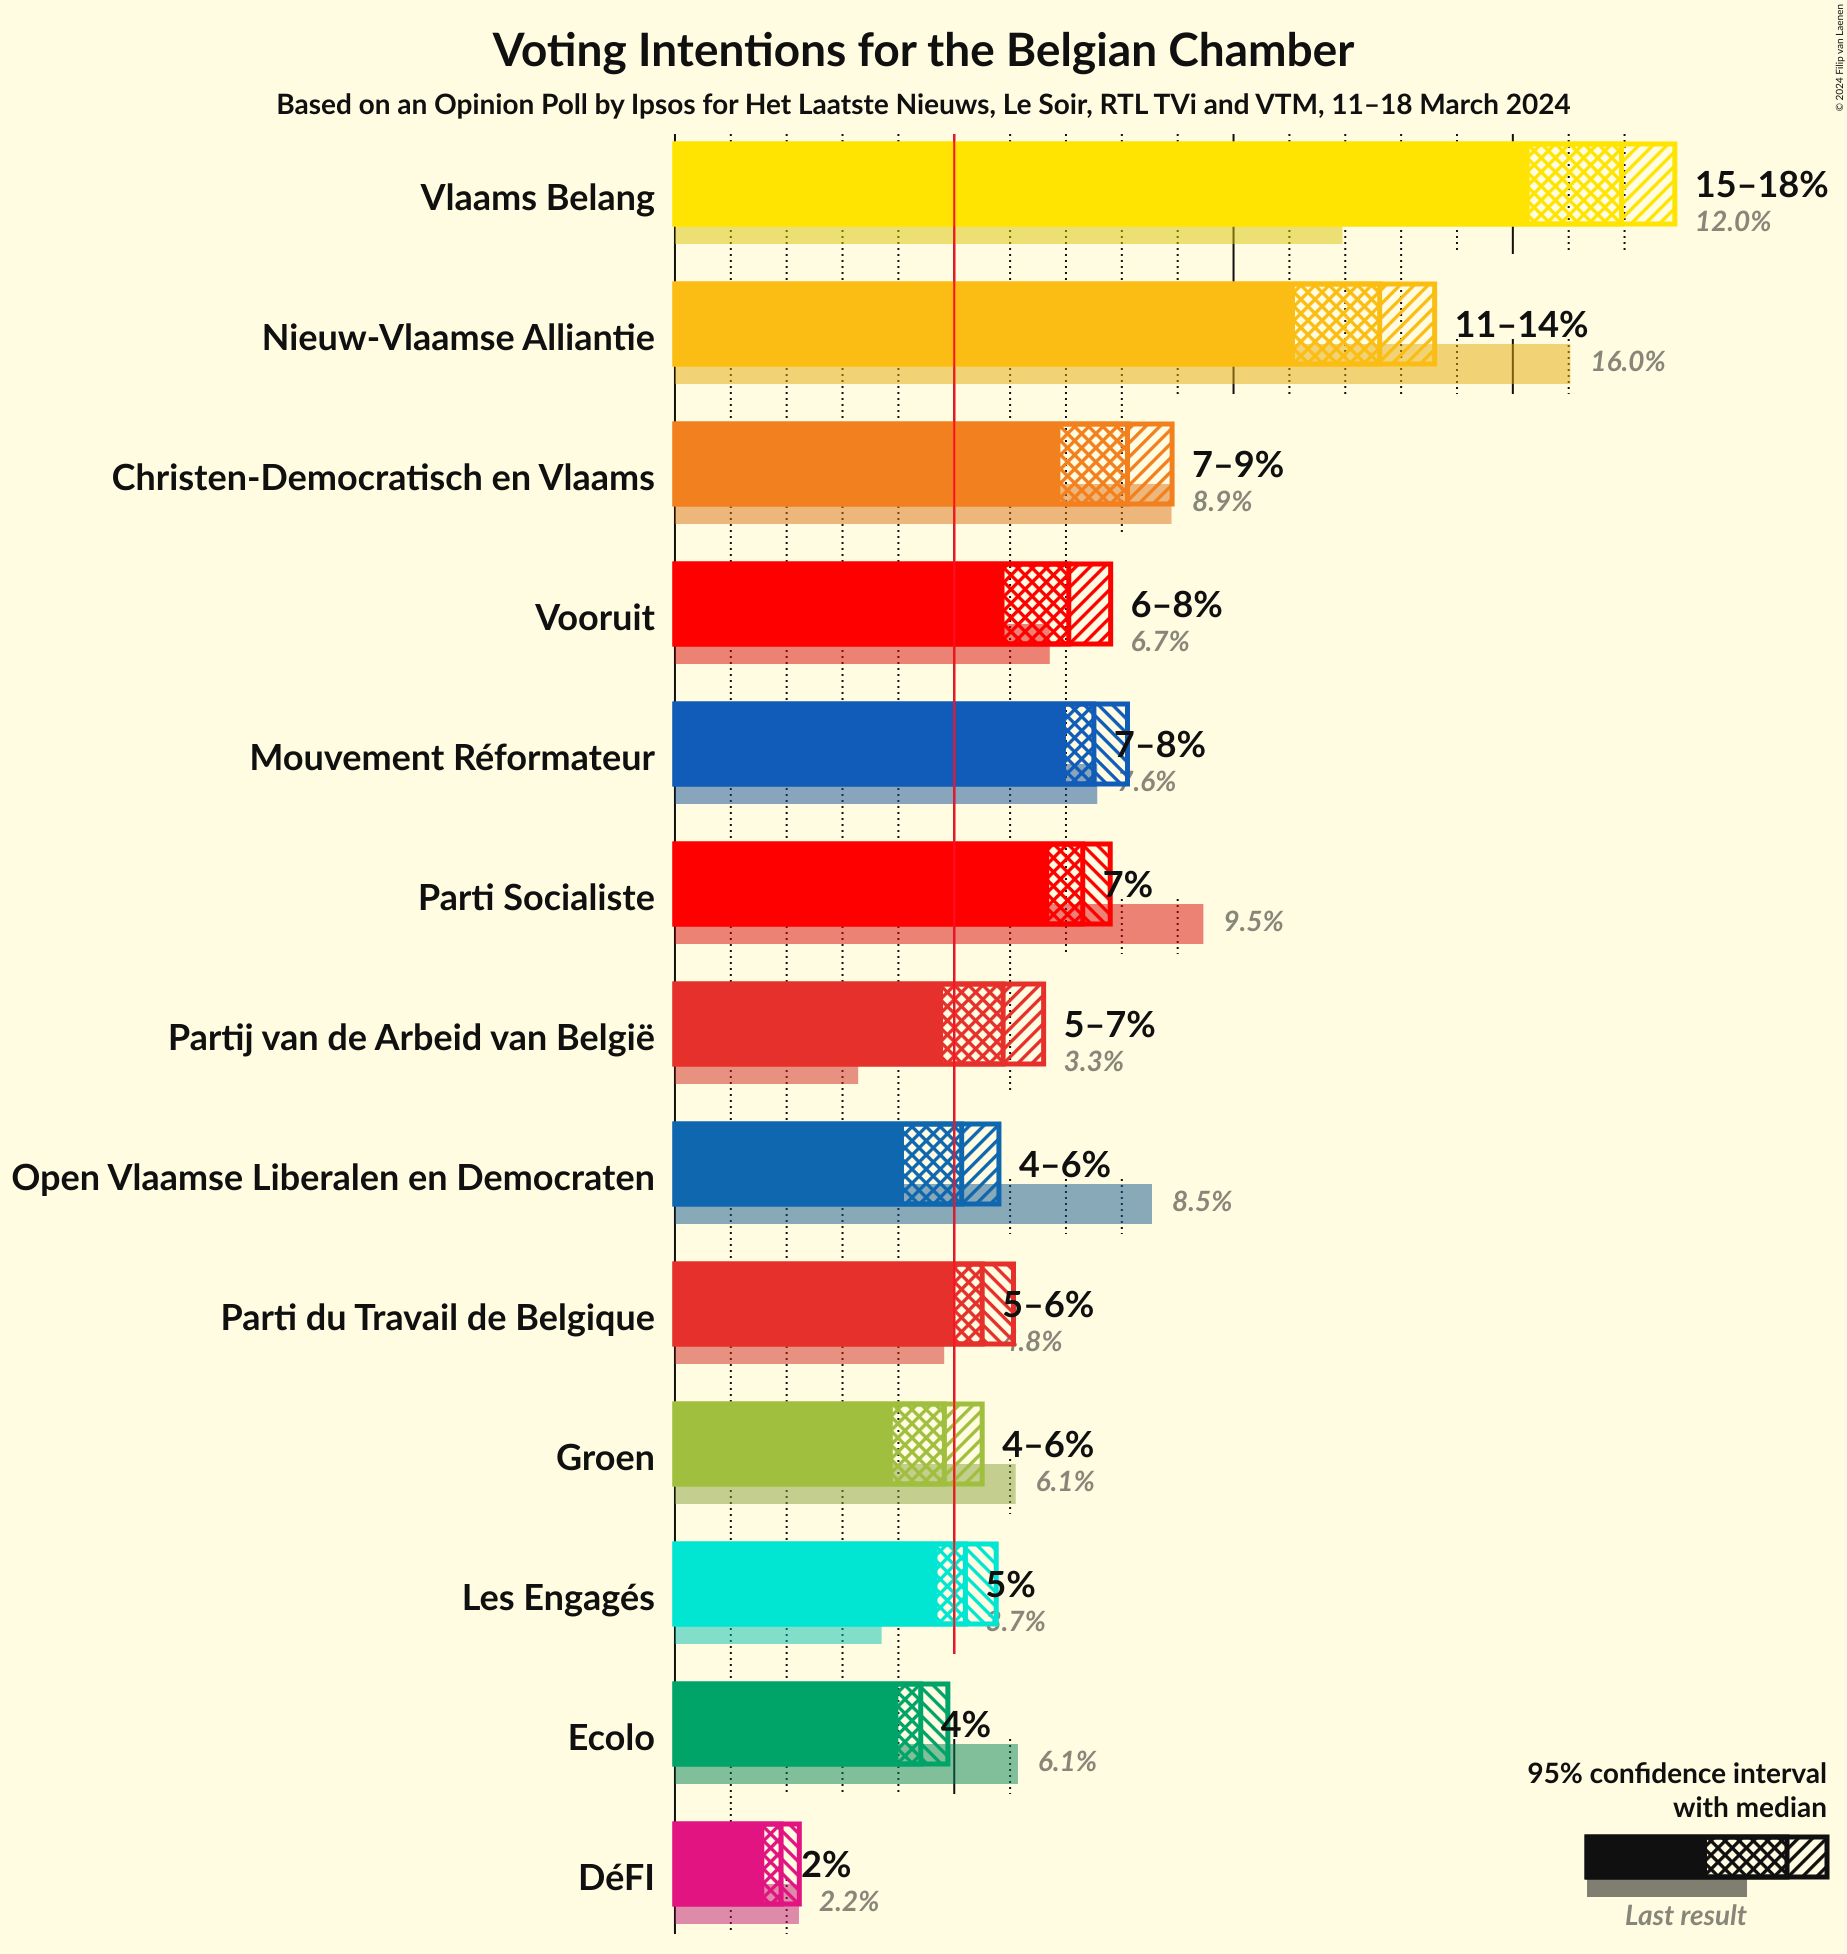 Voting Intentions for the Belgian Chamber
Based on an Opinion Poll by Ipsos for Het Laatste Nieuws, Le Soir, RTL TVi and VTM, 11–18 March 2024
© 2024 Filip van Laenen
Vlaams Belang
15–18%
12.0%
Nieuw-Vlaamse Alliantie
11–14%
16.0%
Christen-Democratisch en Vlaams
7–9%
8.9%
Vooruit
6–8%
6.7%
Mouvement Réformateur
7–8%
7.6%
Parti Socialiste
7%
9.5%
Partij van de Arbeid van België
5–7%
3.3%
Open Vlaamse Liberalen en Democraten
4–6%
8.5%
Parti du Travail de Belgique
5–6%
Groen
4–6%
6.1%
Les Engagés
5%
3.7%
Ecolo
4%
6.1%
DéFI
2%
2.2%
95% confidence interval
with median
Last result